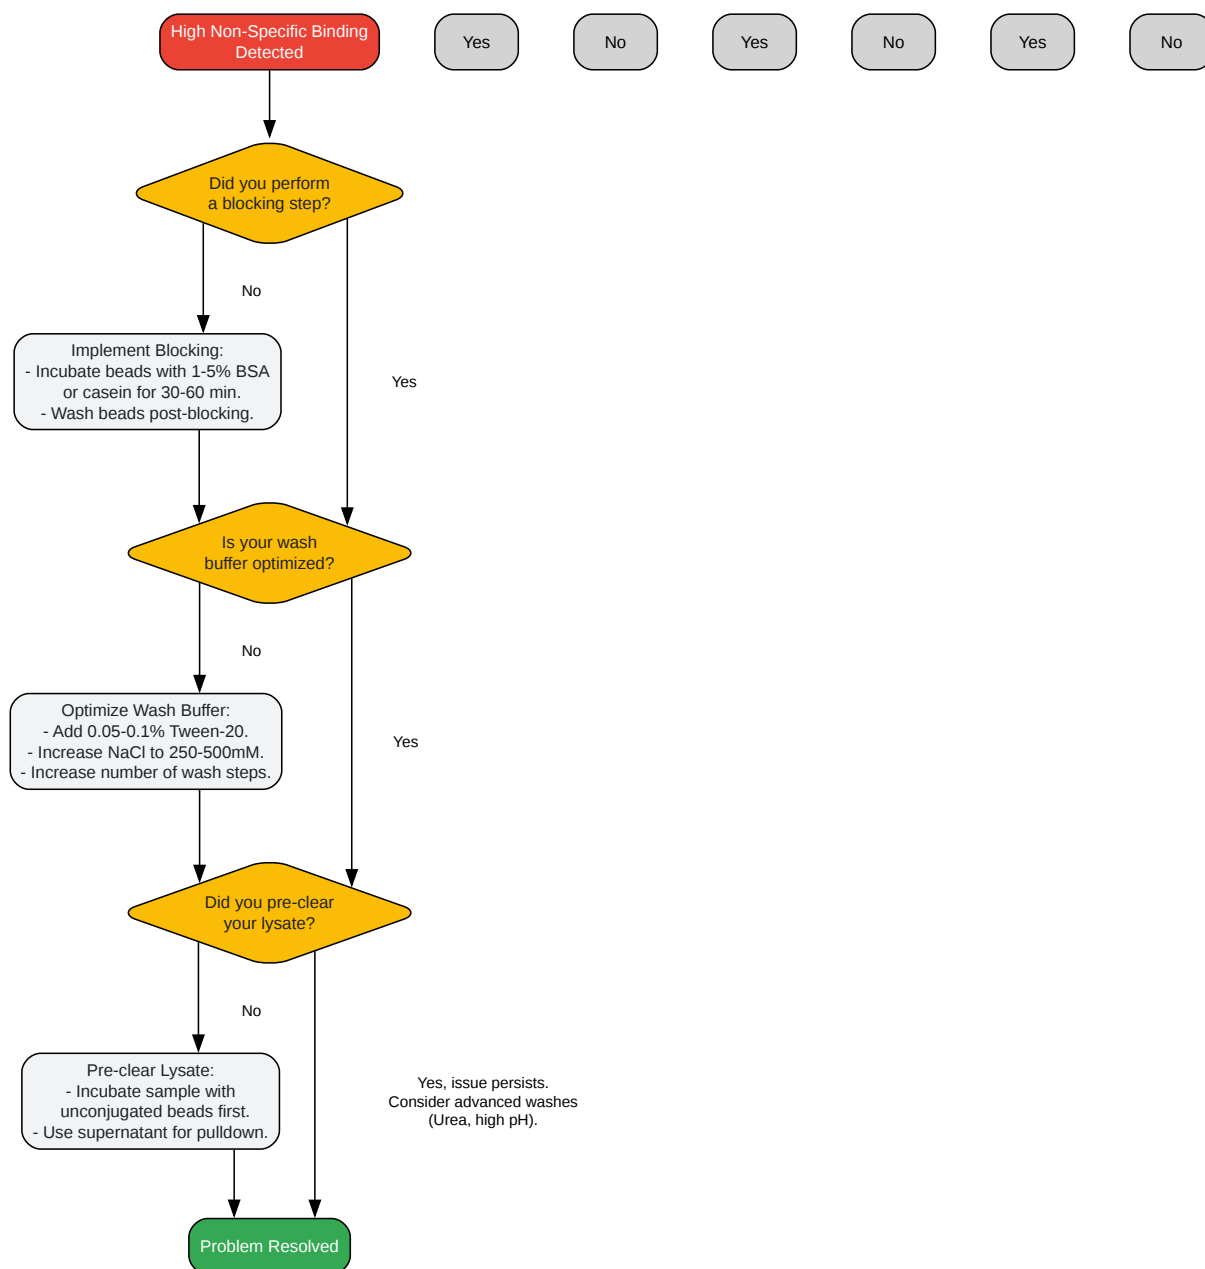 High Non-Specific Binding
Detected
Yes
No
Yes
No
Yes
No
Did you perform
a blocking step?
No
Implement Blocking:
- Incubate beads with 1-5% BSA
or casein for 30-60 min.
- Wash beads post-blocking.
Yes
Is your wash
buffer optimized?
No
Optimize Wash Buffer:
- Add 0.05-0.1% Tween-20.
- Increase NaCl to 250-500mM.
- Increase number of wash steps.
Yes
Did you pre-clear
your lysate?
No
Pre-clear Lysate:
- Incubate sample with
unconjugated beads first.
- Use supernatant for pulldown.
Yes, issue persists.
Consider advanced washes
(Urea, high pH).
Problem Resolved